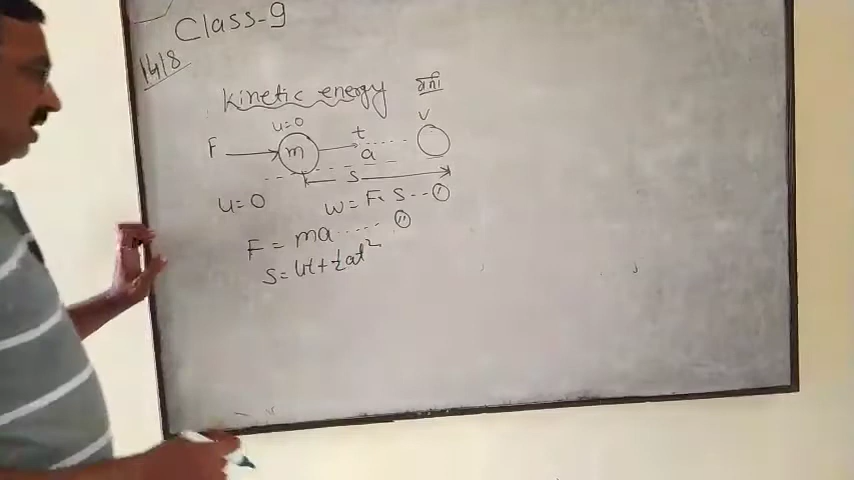 Class-9
1418
kinetic energy
u=0
v
F
m
t
a
s
u=0
w = F× s -- ①
F = ma ..... ②
s = ut + ½at²